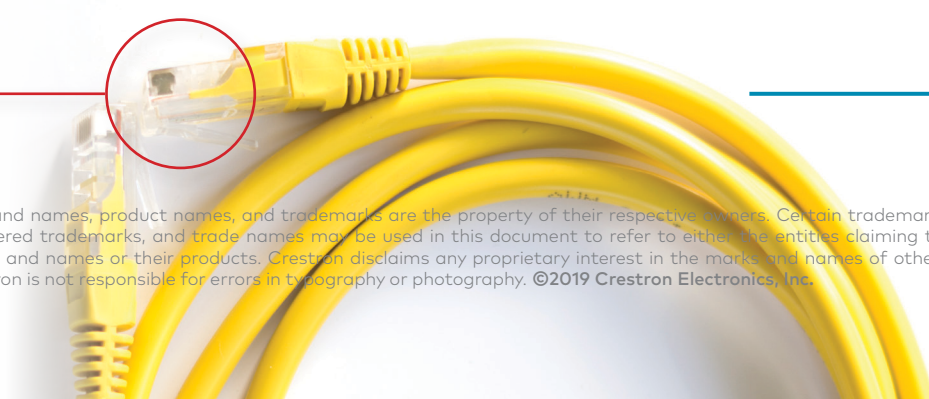 and names, product names, and trademarks are the property of their respective owners. Certain trademar
ered trademarks, and trade names may be used in this document to refer to either the entities claiming t
and names or their products. Crestron disclaims any proprietary interest in the marks and names of othe
on is not responsible for errors in typography or photography. ©2019 Crestron Electronics, Inc.